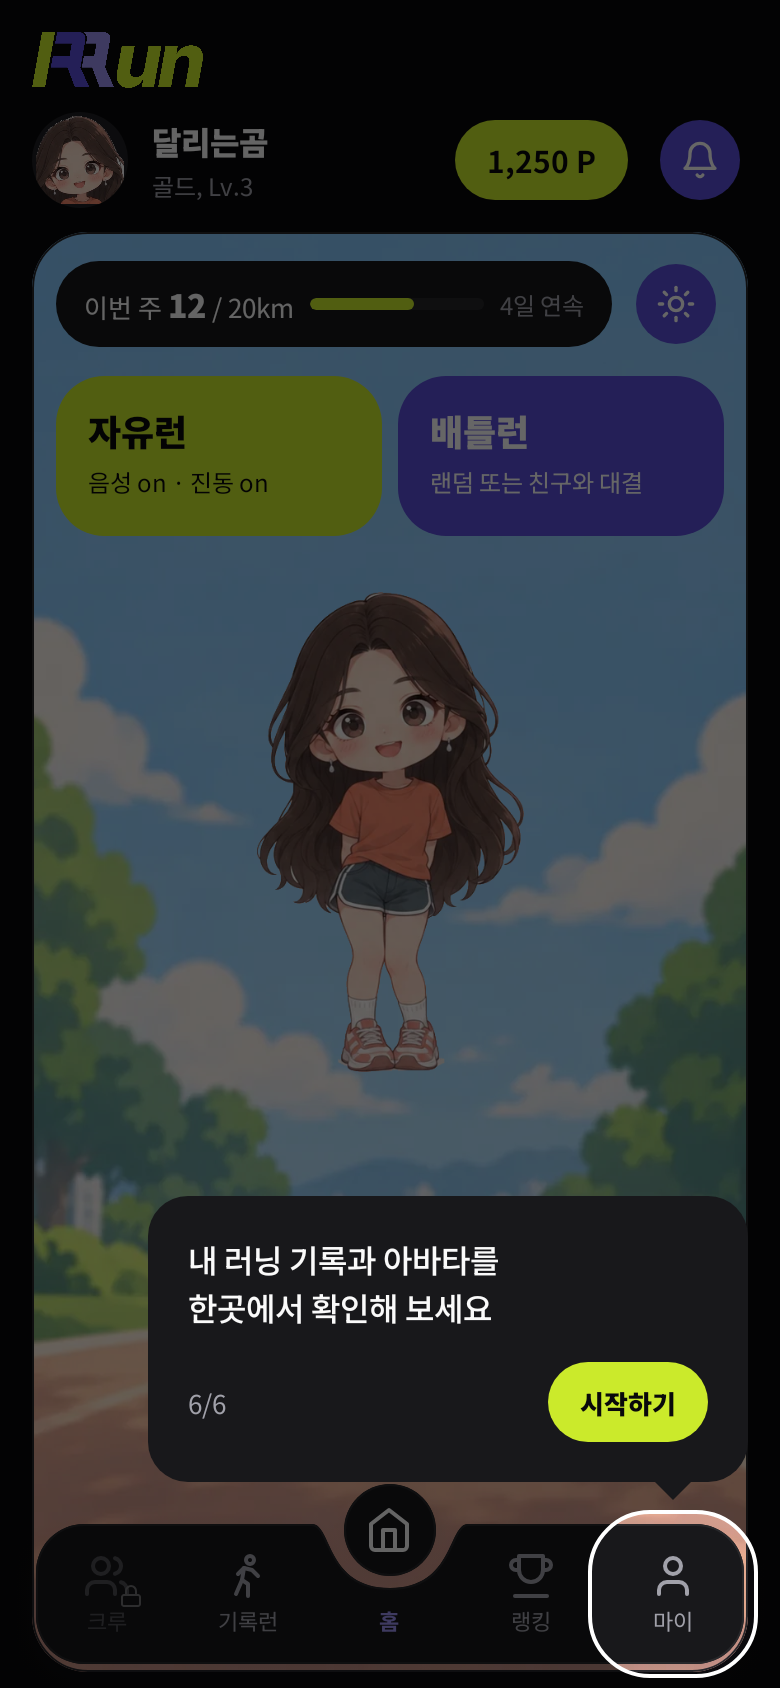 RRun
달리는곰
골드, Lv.3
1,250 P
이번 주 12 / 20km
4일 연속
자유런
음성 on · 진동 on
배틀런
랜덤 또는 친구와 대결
내 러닝 기록과 아바타를
한곳에서 확인해 보세요
6/6
시작하기
크루
기록런
홈
랭킹
마이